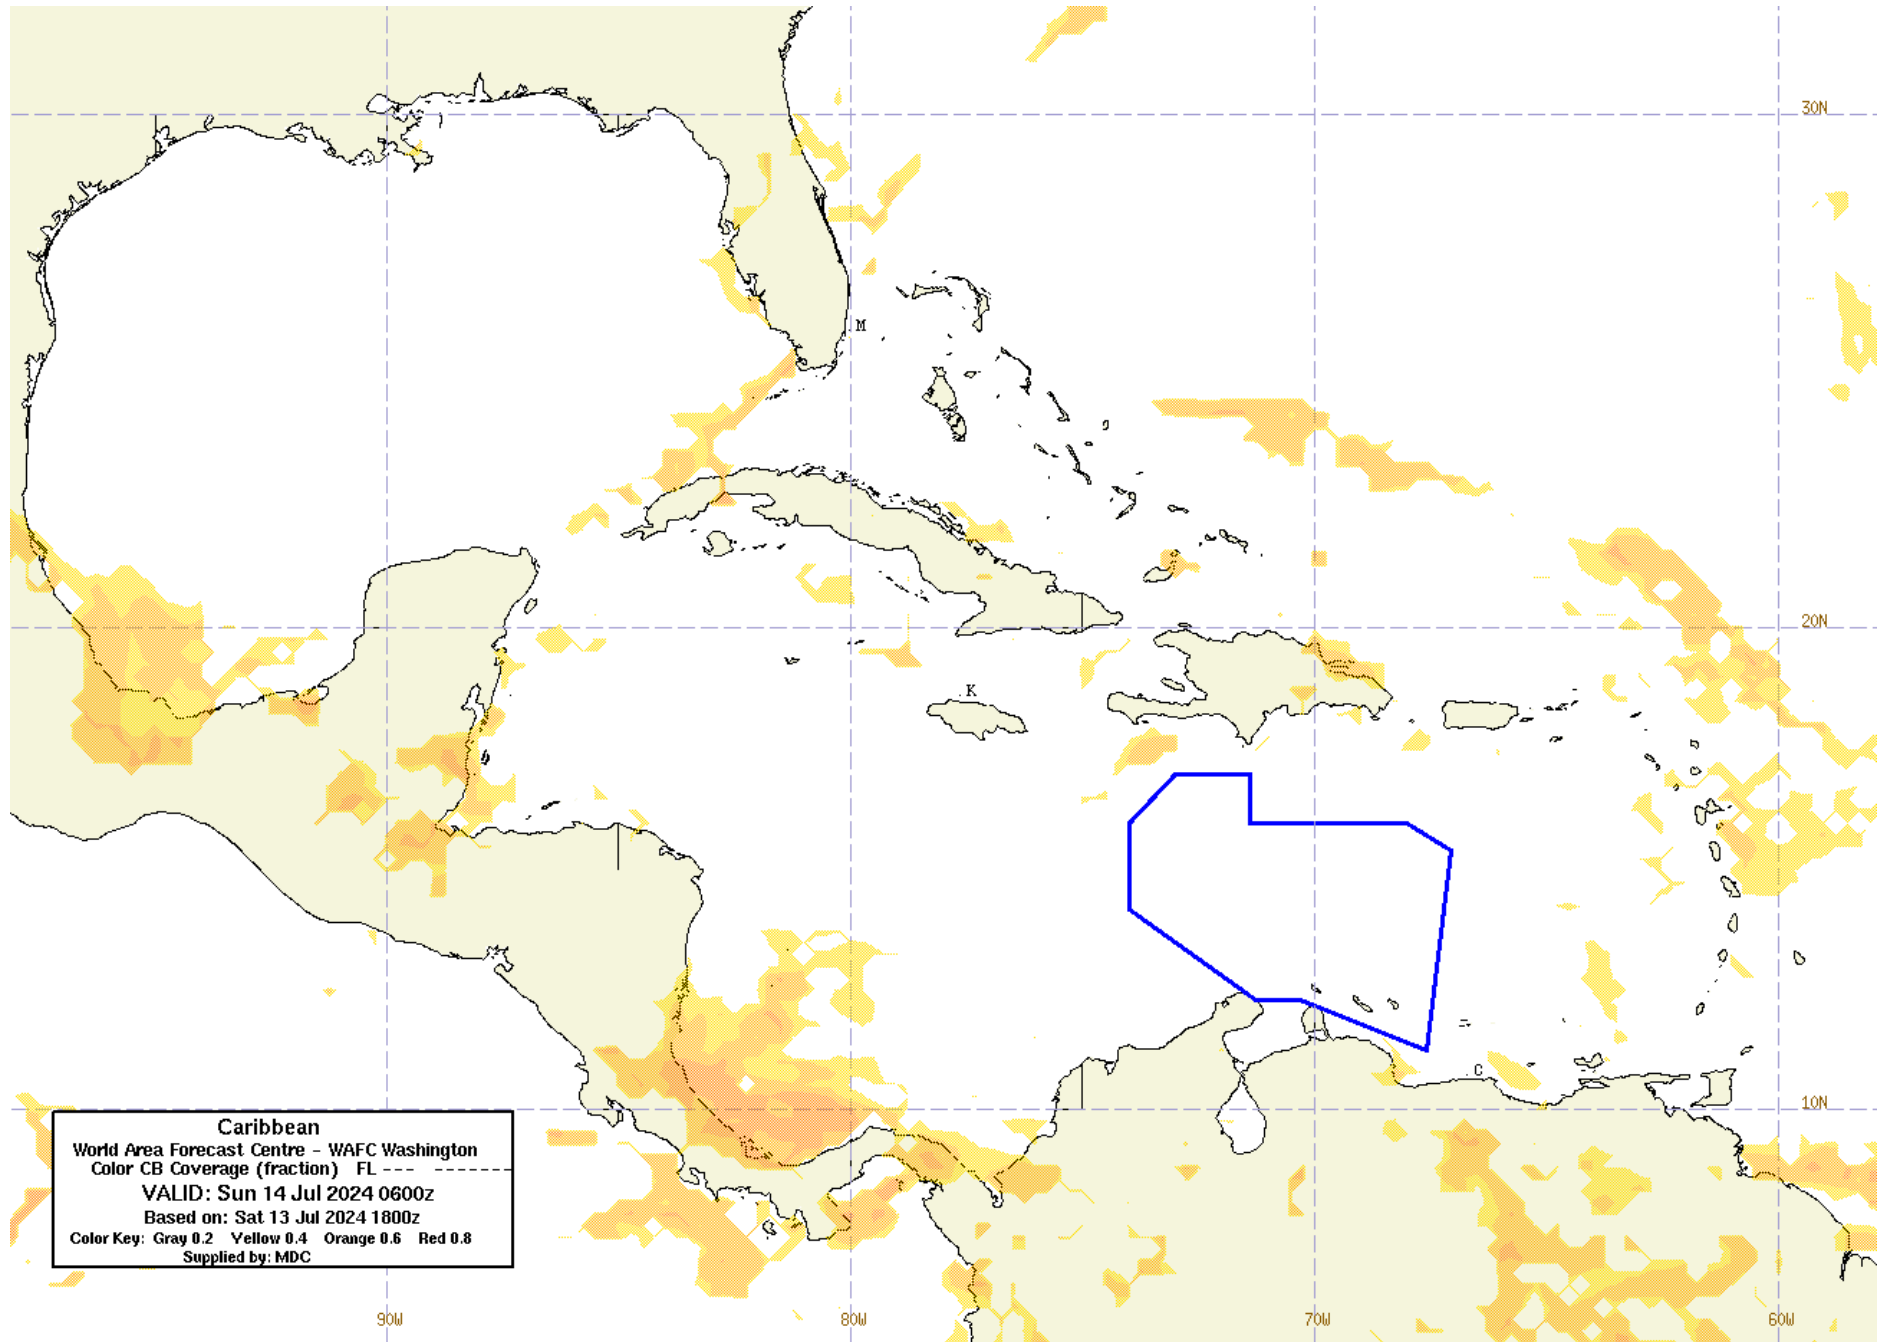 30N
M
20N
K
C
10N
Caribbean
World Area Forecast Centre - WAFC Washington
Color CB Coverage (fraction) FL --- ---------
VALID: Sun 14 Jul 2024 0600z
Based on: Sat 13 Jul 2024 1800z
Color Key: Gray 0.2 Yellow 0.4 Orange 0.6 Red 0.8
Supplied by: MDC
90W 80W 70W 60W